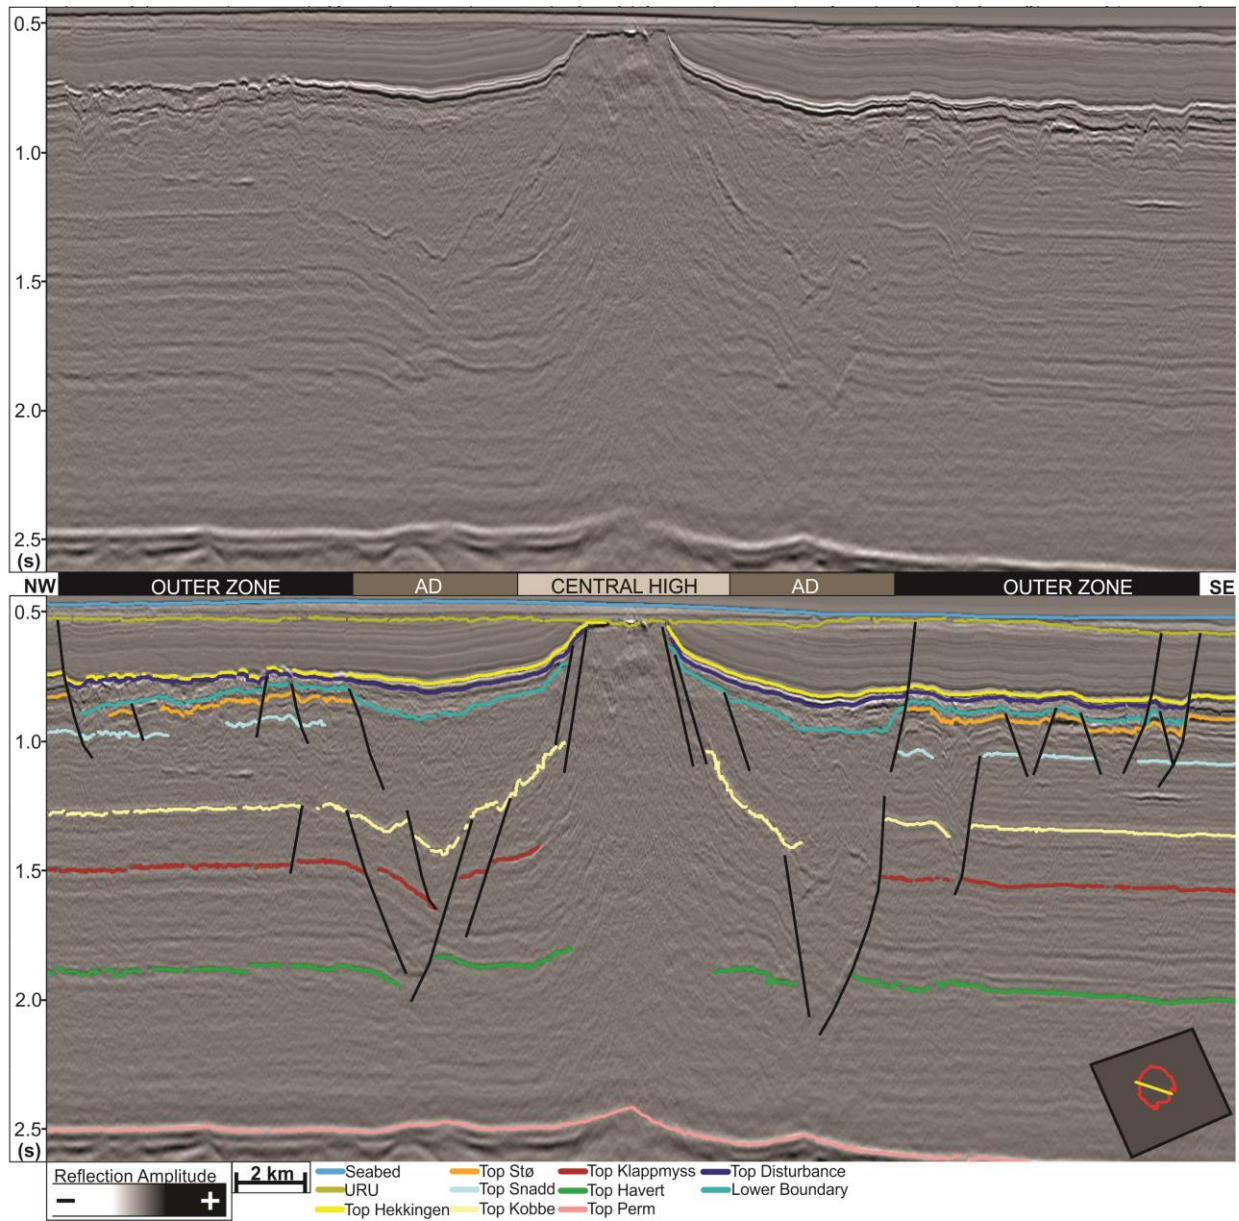 0.5
1.0
1.5
2.0
2.5
(s)
NW OUTER ZONE AD CENTRAL HIGH AD OUTER ZONE SE
0.5
1.0
1.5
2.0
2.5
(s)
Reflection Amplitude
− +
2 km
Seabed Top Stø Top Klappmyss Top Disturbance
URU Top Snadd Top Havert Lower Boundary
Top Hekkingen Top Kobbe Top Perm